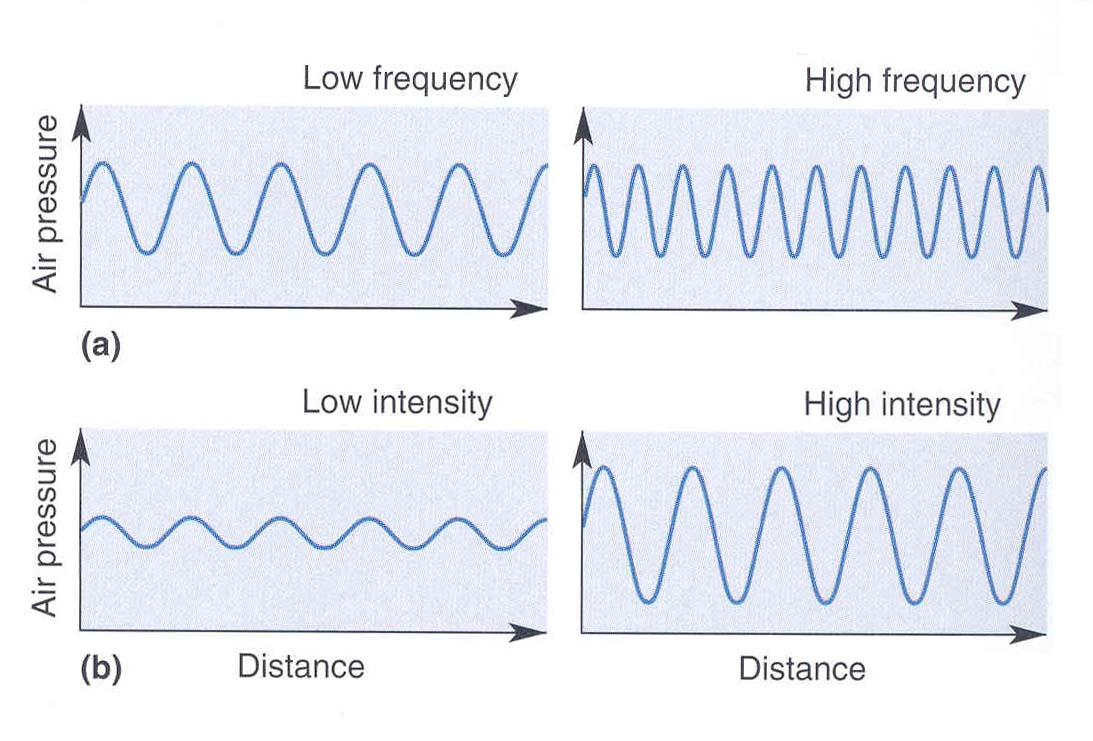 Low frequency
High frequency
Air pressure
(a)
Low intensity
High intensity
Air pressure
(b)
Distance
Distance